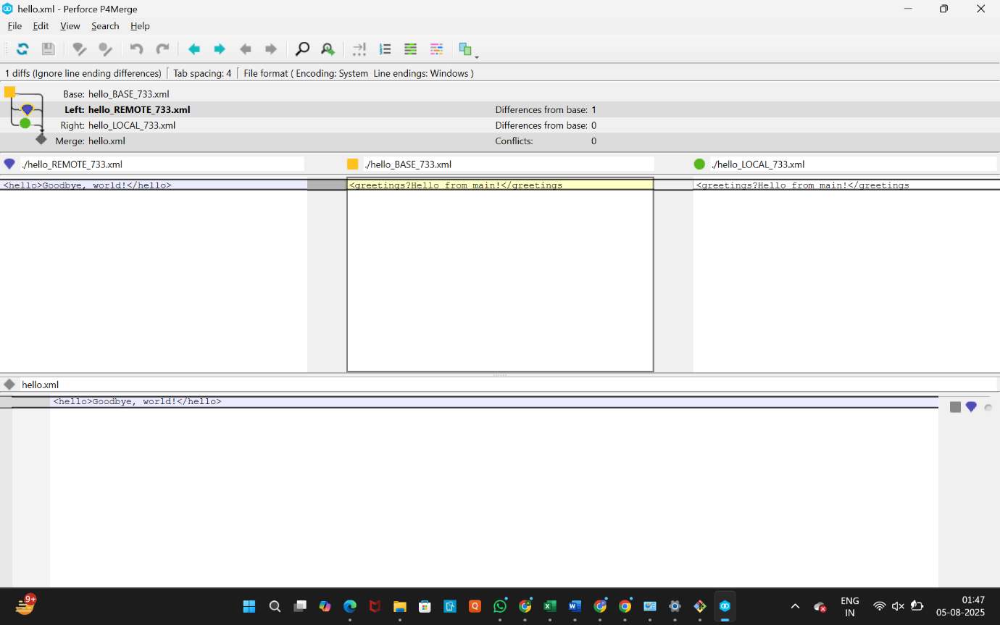 hello.xml - Perforce P4Merge
File Edit View Search Help
1 diffs (Ignore line ending differences) Tab spacing: 4 File format ( Encoding: System Line endings: Windows )
Base: hello_BASE_733.xml
Left: hello_REMOTE_733.xml Differences from base: 1
Right: hello_LOCAL_733.xml Differences from base: 0
Merge: hello.xml Conflicts: 0
./hello_REMOTE_733.xml ./hello_BASE_733.xml ./hello_LOCAL_733.xml
<hello>Goodbye, world!</hello> <greetings?Hello from main!</greetings <greetings?Hello from main!</greetings
hello.xml
<hello>Goodbye, world!</hello>
9+
ENG
IN
01:47
05-08-2025